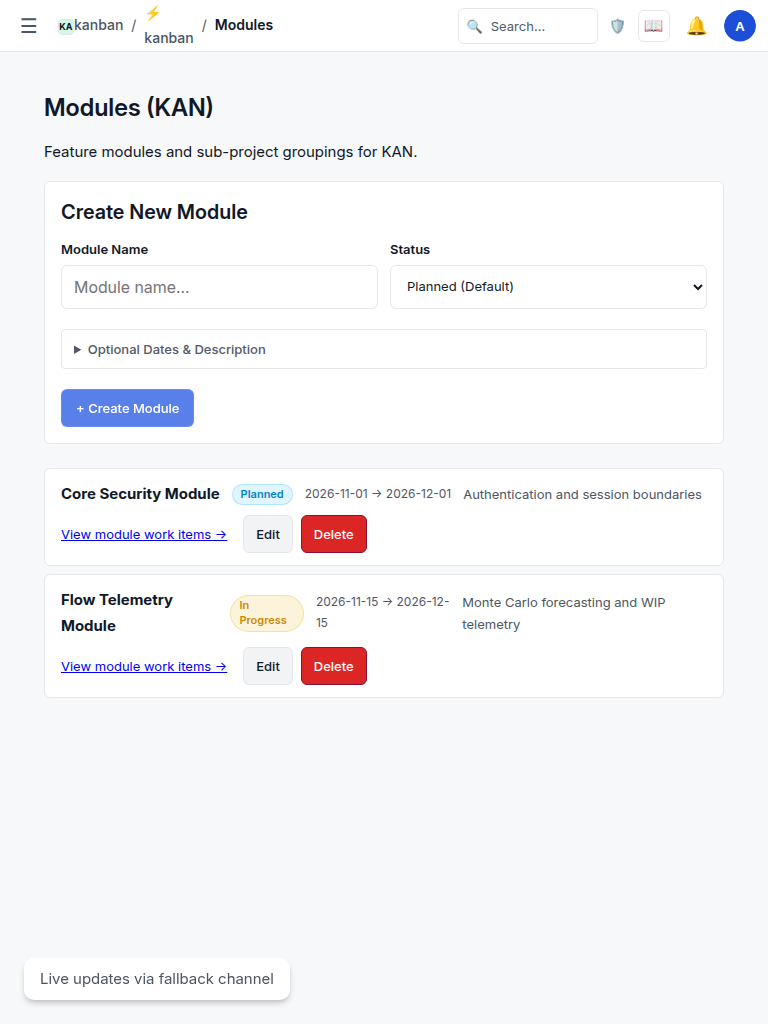 ☰ KA kanban / ⚡ kanban / Modules 🔍 Search... 🛡️ 📖 🔔 A
Modules (KAN)
Feature modules and sub-project groupings for KAN.
Create New Module
Module Name Status
Module name... Planned (Default)
▶ Optional Dates & Description
+ Create Module
Core Security Module Planned 2026-11-01 → 2026-12-01 Authentication and session boundaries
View module work items → Edit Delete
Flow Telemetry In 2026-11-15 → 2026-12- Monte Carlo forecasting and WIP
Module Progress 15 telemetry
View module work items → Edit Delete
Live updates via fallback channel